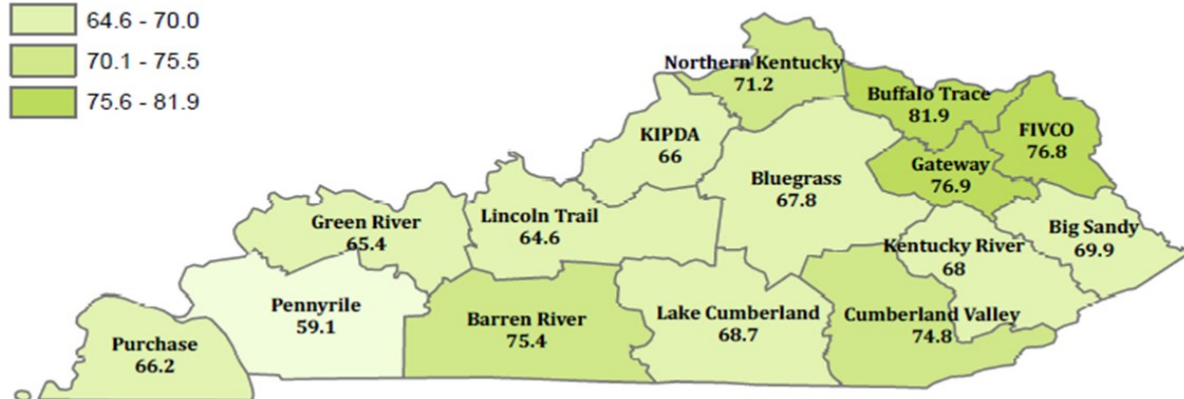 64.6 - 70.0
70.1 - 75.5
75.6 - 81.9
Northern Kentucky
71.2
Buffalo Trace
81.9
FIVCO
76.8
KIPDA
66
Gateway
76.9
Bluegrass
67.8
Green River
65.4
Lincoln Trail
64.6
Big Sandy
69.9
Kentucky River
68
Pennyrile
59.1
Barren River
75.4
Lake Cumberland
68.7
Cumberland Valley
74.8
Purchase
66.2